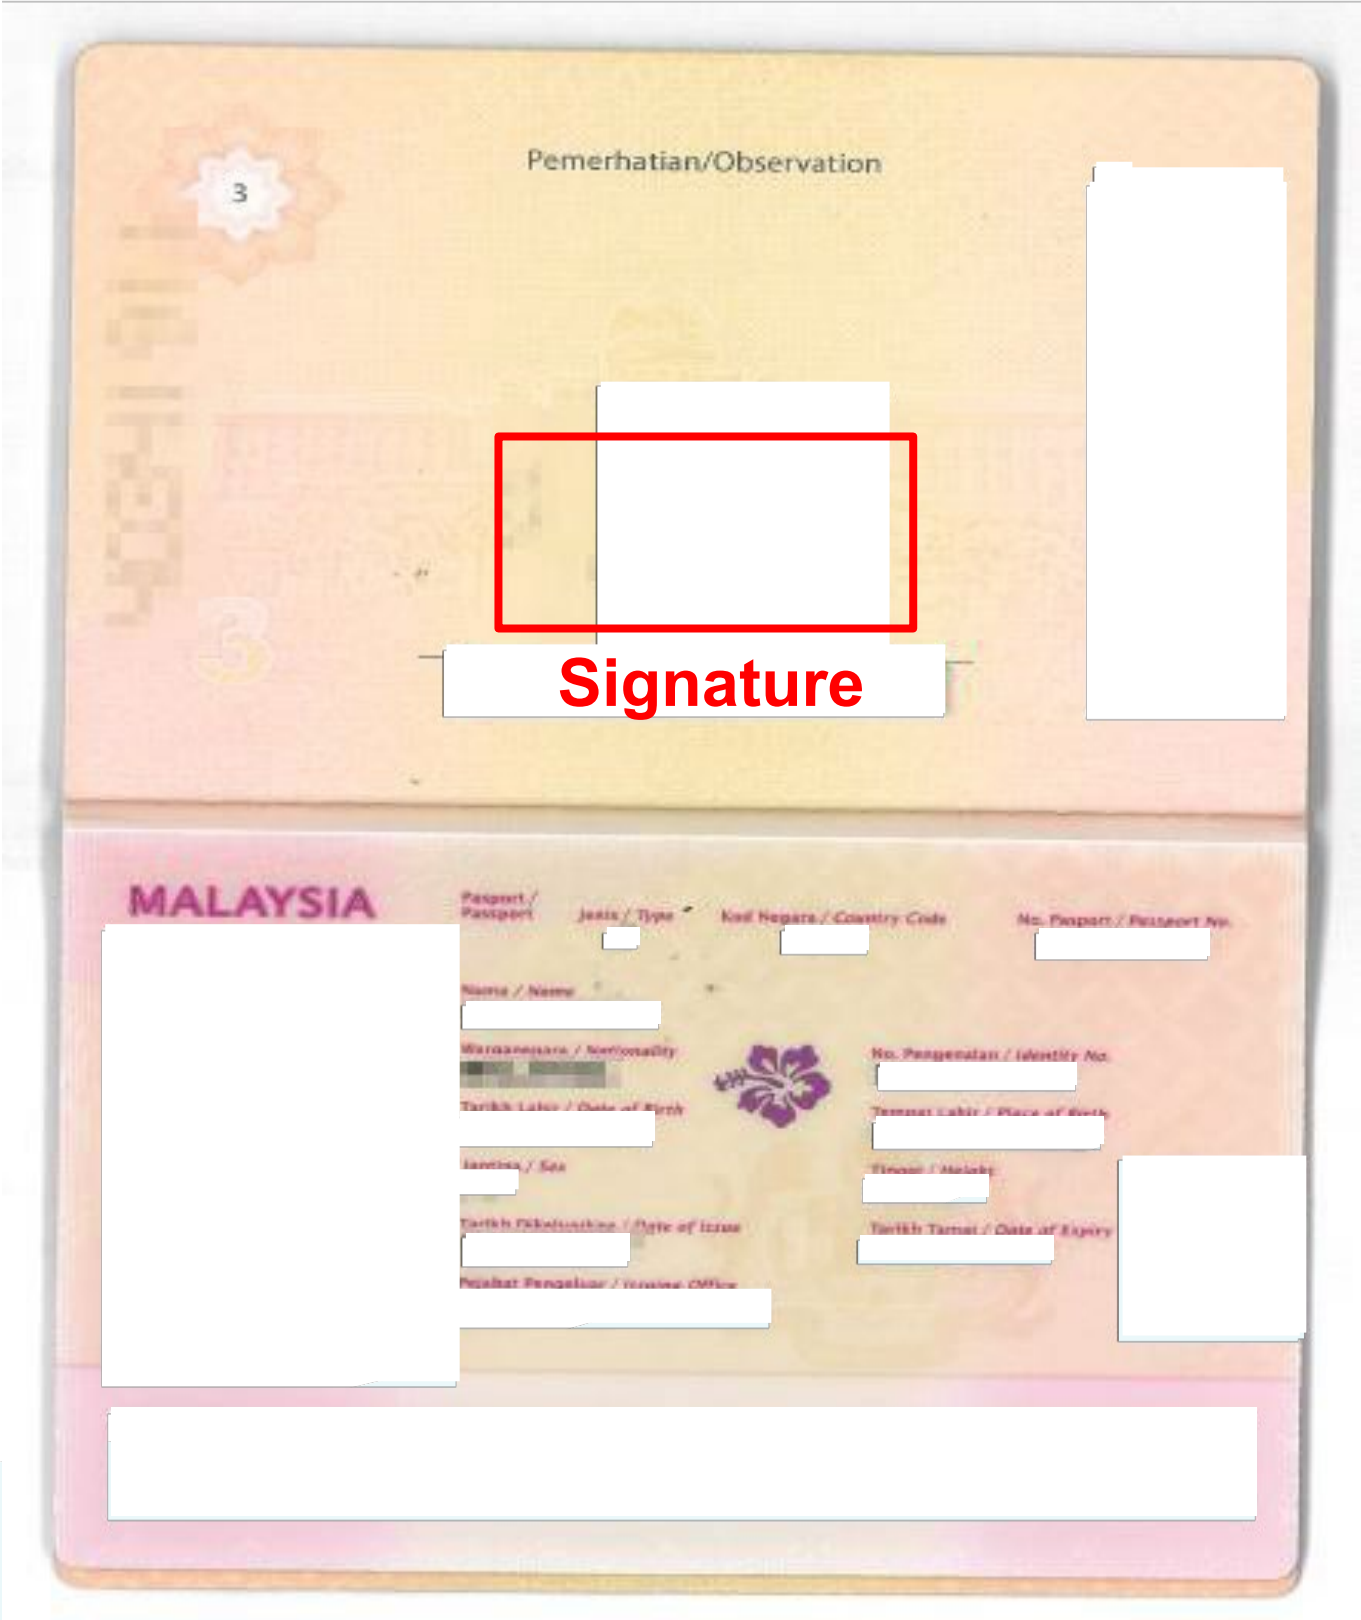 3
Pemerhatian/Observation
3
Signature
MALAYSIA
Pasport /
Passport
Jenis / Type
Kod Negara / Country Code
No. Pasport / Passport No.
Nama / Name
Warganegara / Nationality
No. Pengenalan / Identity No.
Tarikh Lahir / Date of Birth
Tempat Lahir / Place of Birth
Jantina / Sex
Tinggi / Height
Tarikh Dikeluarkan / Date of Issue
Tarikh Tamat / Date of Expiry
Pejabat Pengeluar / Issuing Office